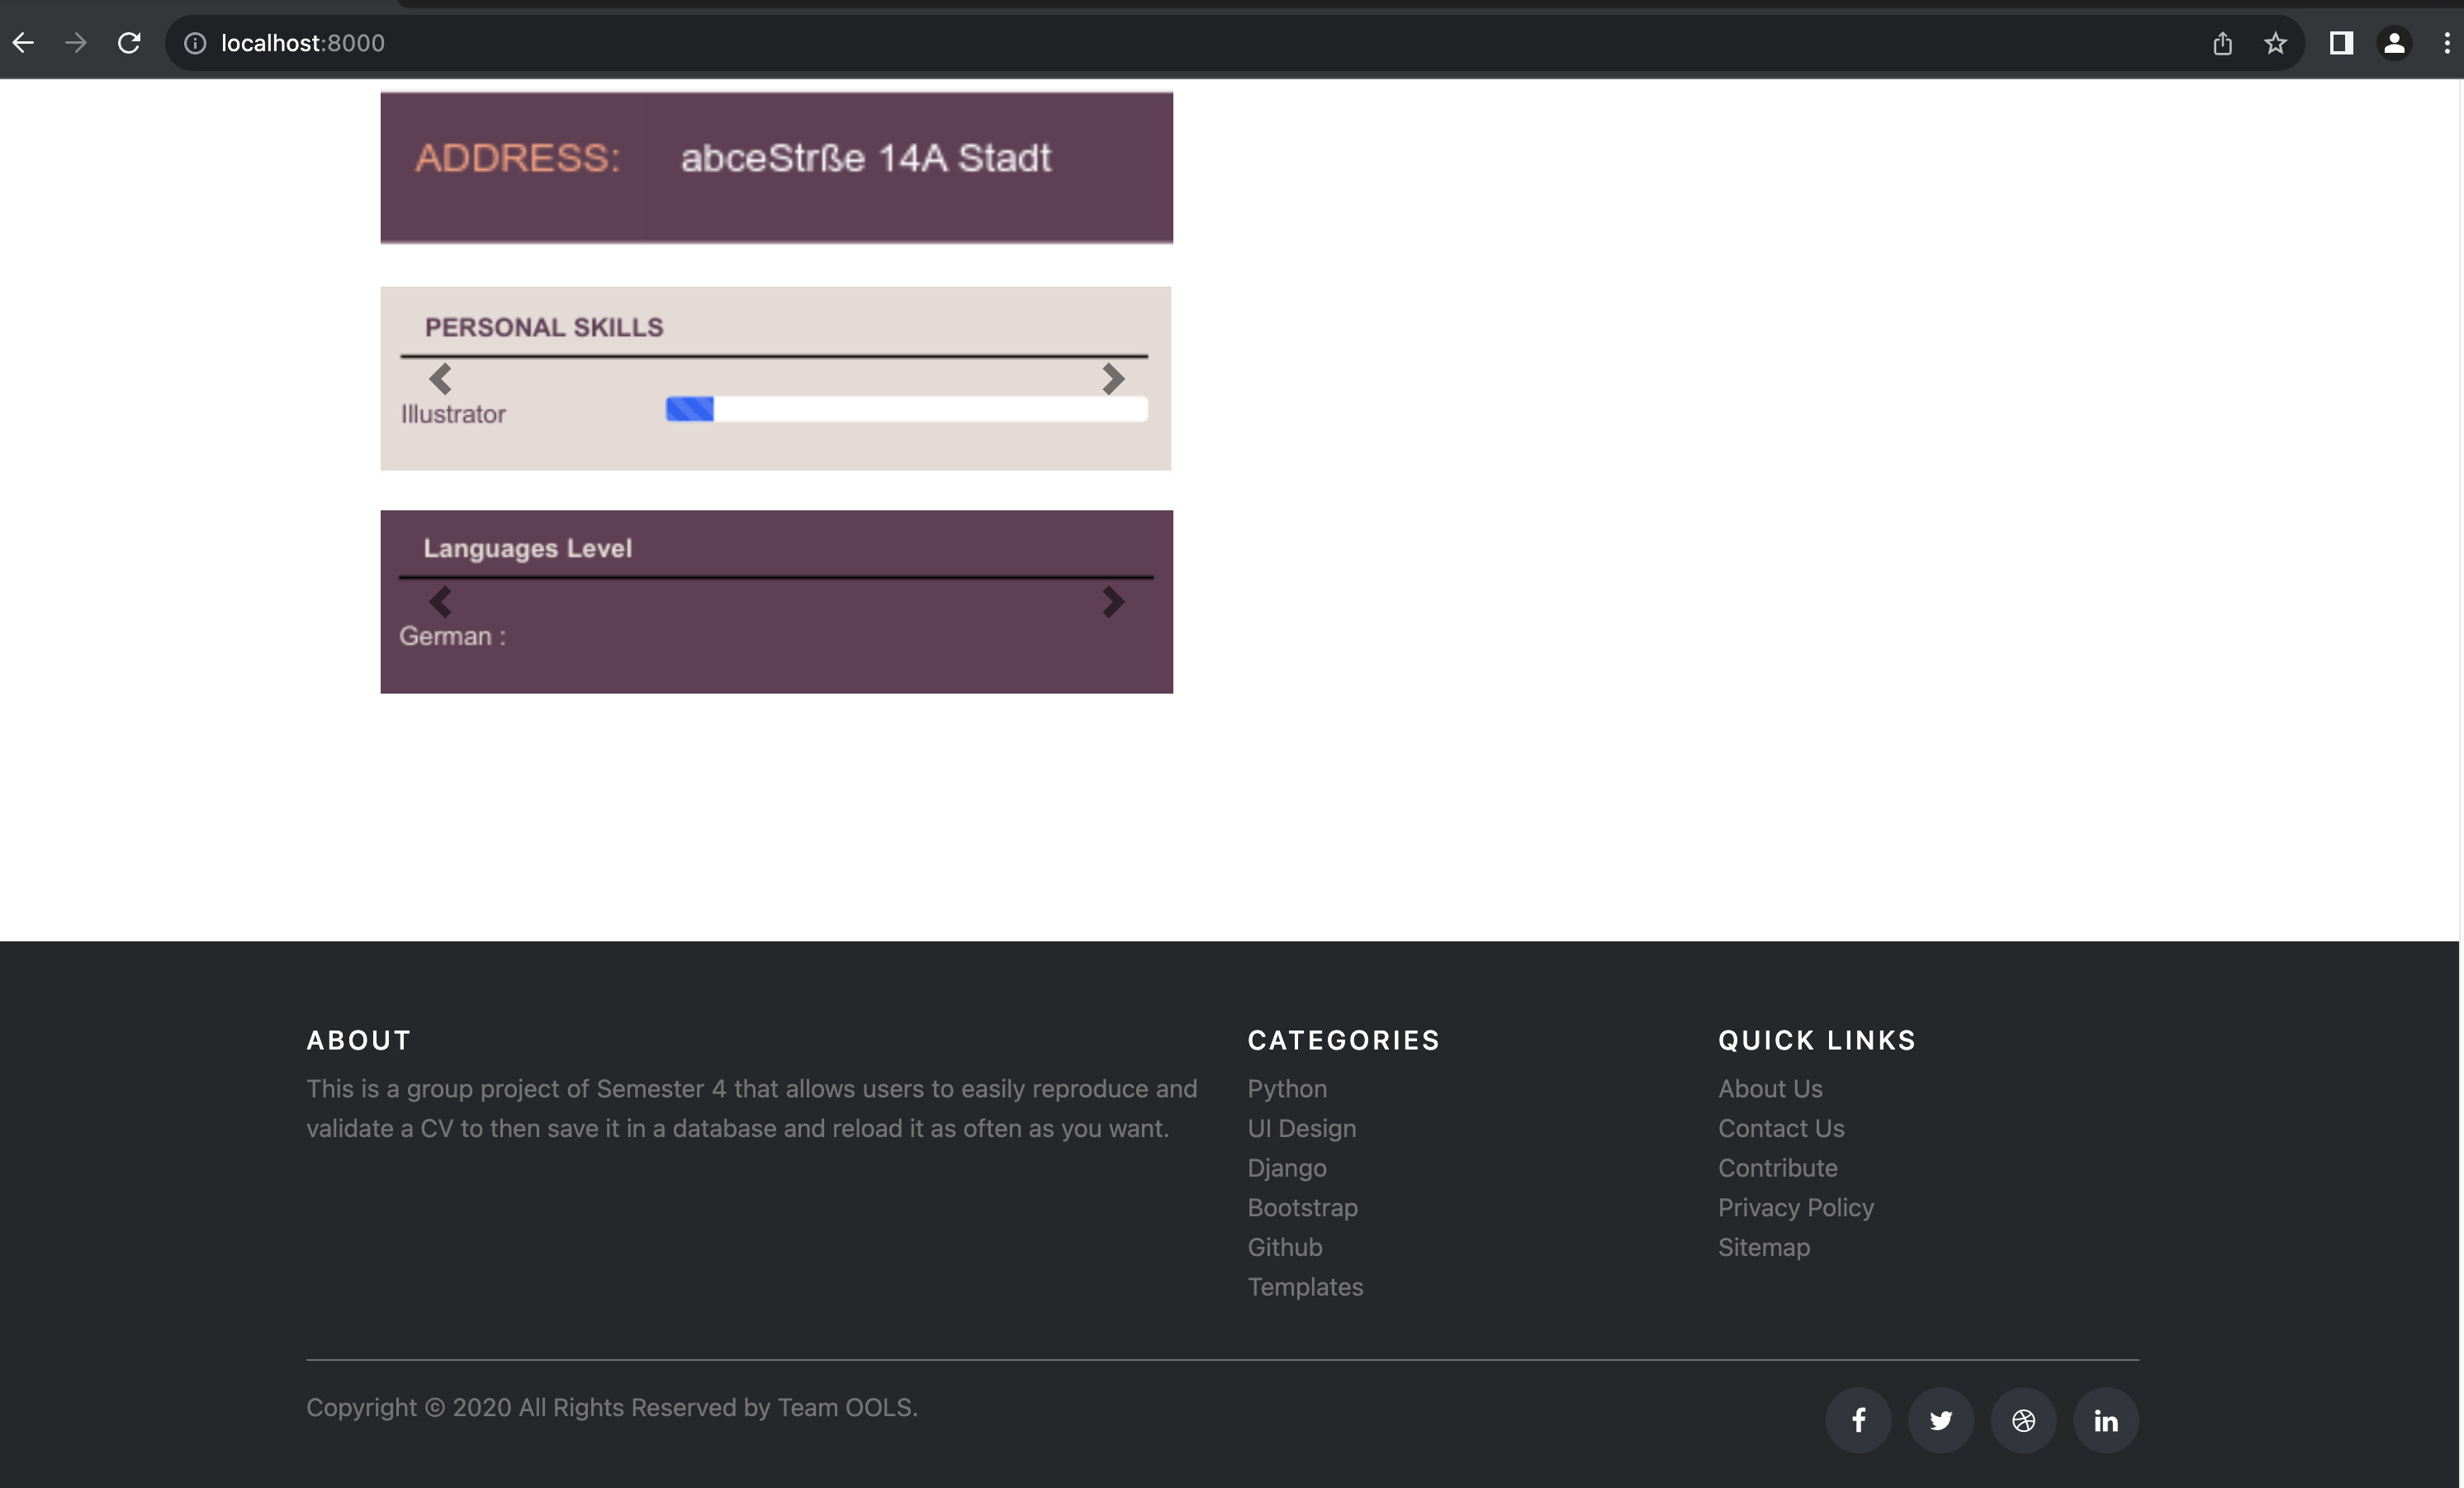 localhost:8000
ADDRESS: abceStrße 14A Stadt
PERSONAL SKILLS
Illustrator
Languages Level
German :
ABOUT
This is a group project of Semester 4 that allows users to easily reproduce and
validate a CV to then save it in a database and reload it as often as you want.
CATEGORIES
Python
UI Design
Django
Bootstrap
Github
Templates
QUICK LINKS
About Us
Contact Us
Contribute
Privacy Policy
Sitemap
Copyright © 2020 All Rights Reserved by Team OOLS.